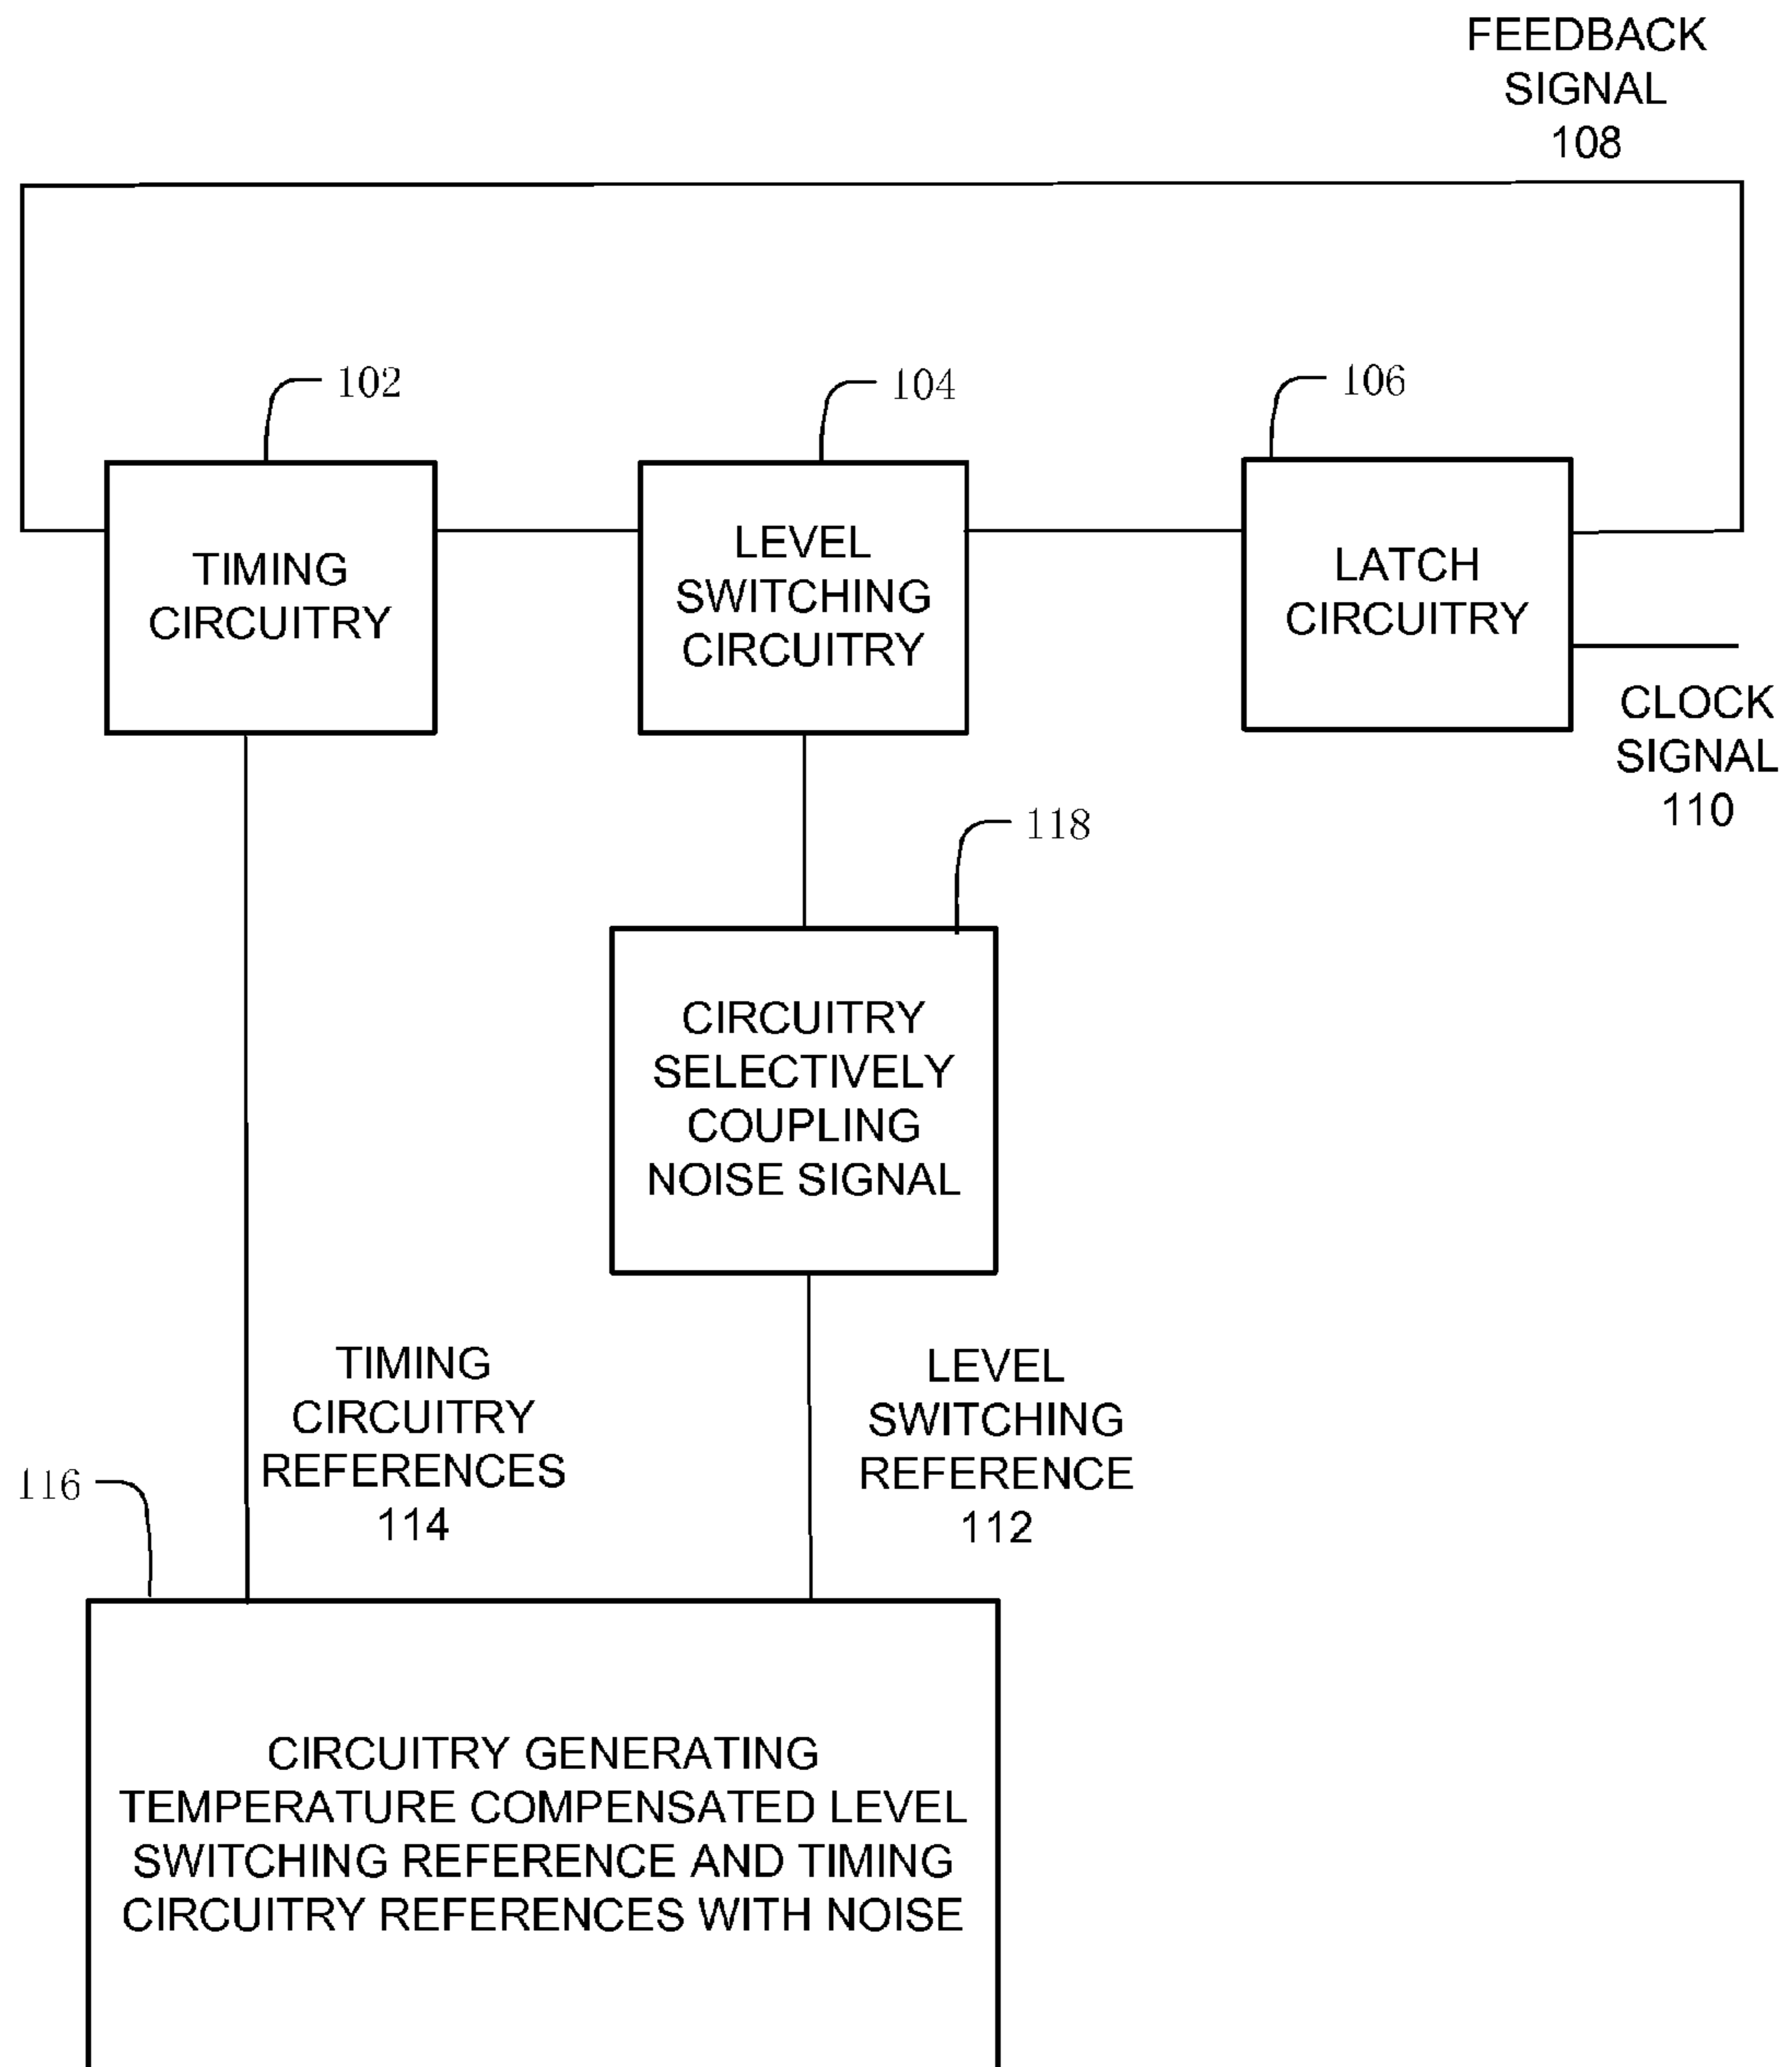 FEEDBACK
SIGNAL
108
102
104
106
TIMING
CIRCUITRY
LEVEL
SWITCHING
CIRCUITRY
LATCH
CIRCUITRY
CLOCK
SIGNAL
110
118
CIRCUITRY
SELECTIVELY
COUPLING
NOISE SIGNAL
TIMING
CIRCUITRY
REFERENCES
114
LEVEL
SWITCHING
REFERENCE
112
116
CIRCUITRY GENERATING
TEMPERATURE COMPENSATED LEVEL
SWITCHING REFERENCE AND TIMING
CIRCUITRY REFERENCES WITH NOISE